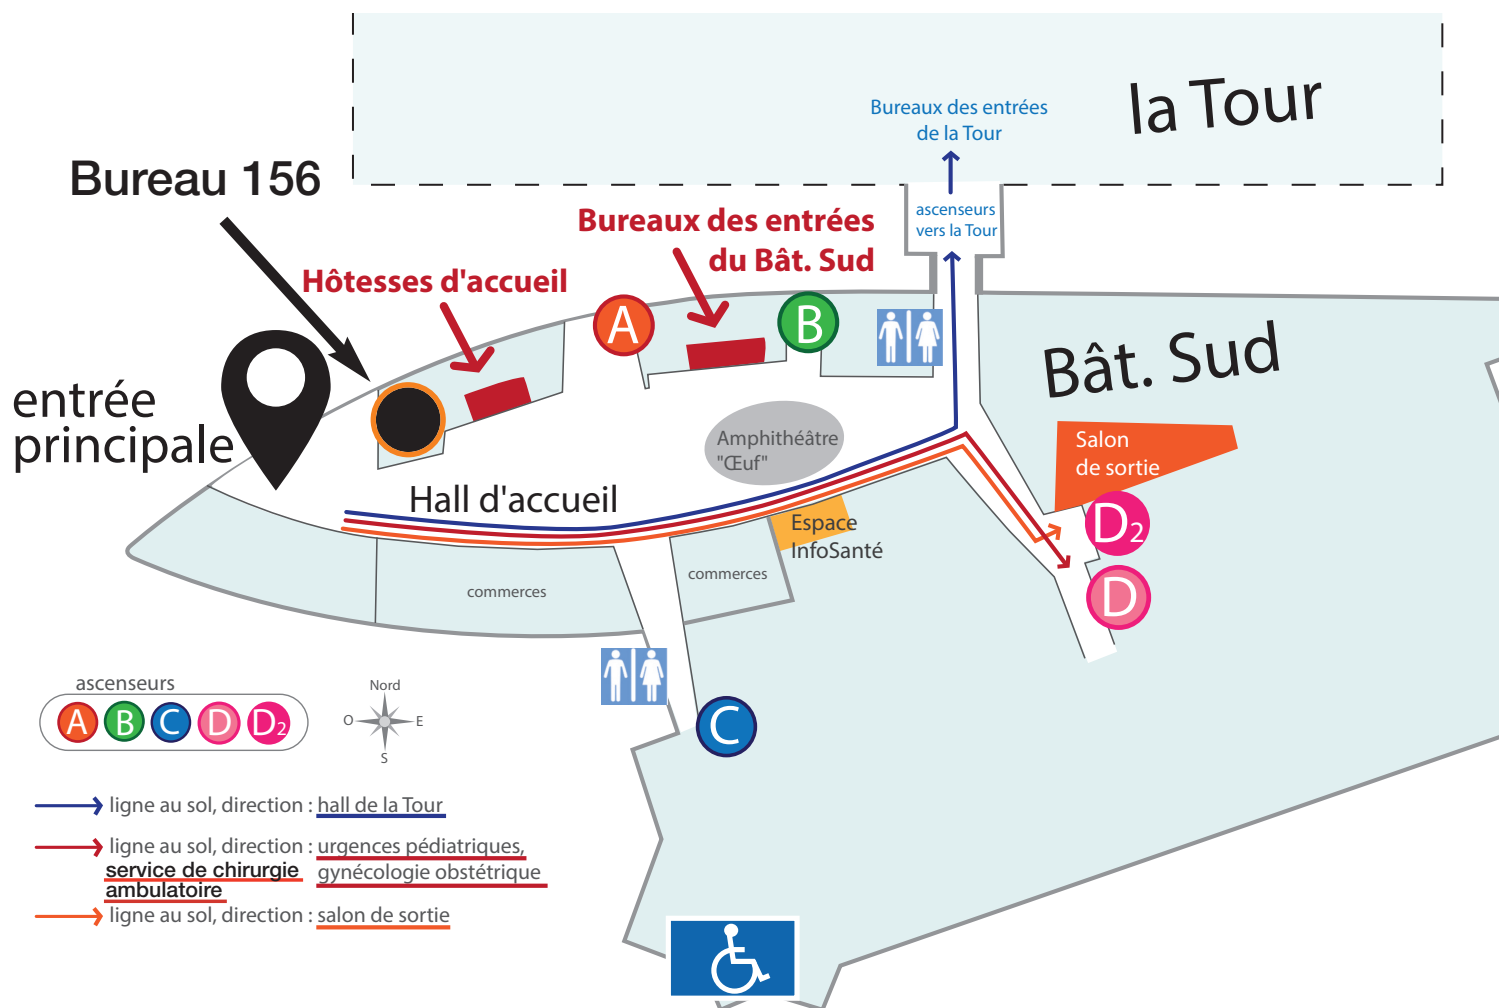 la Tour
Bureaux des entrées
de la Tour
Bureau 156
ascenseurs
vers la Tour
Bureaux des entrées
du Bât. Sud
Hôtesses d'accueil
A
B
Bât. Sud
entrée
principale
Amphithéâtre
"Œuf"
Salon
de sortie
Hall d'accueil
Espace
InfoSanté
D2
commerces
commerces
D
C
ascenseurs
A B C D D2
Nord
O E
S
ligne au sol, direction : hall de la Tour
ligne au sol, direction : urgences pédiatriques,
service de chirurgie gynécologie obstétrique
ambulatoire
ligne au sol, direction : salon de sortie